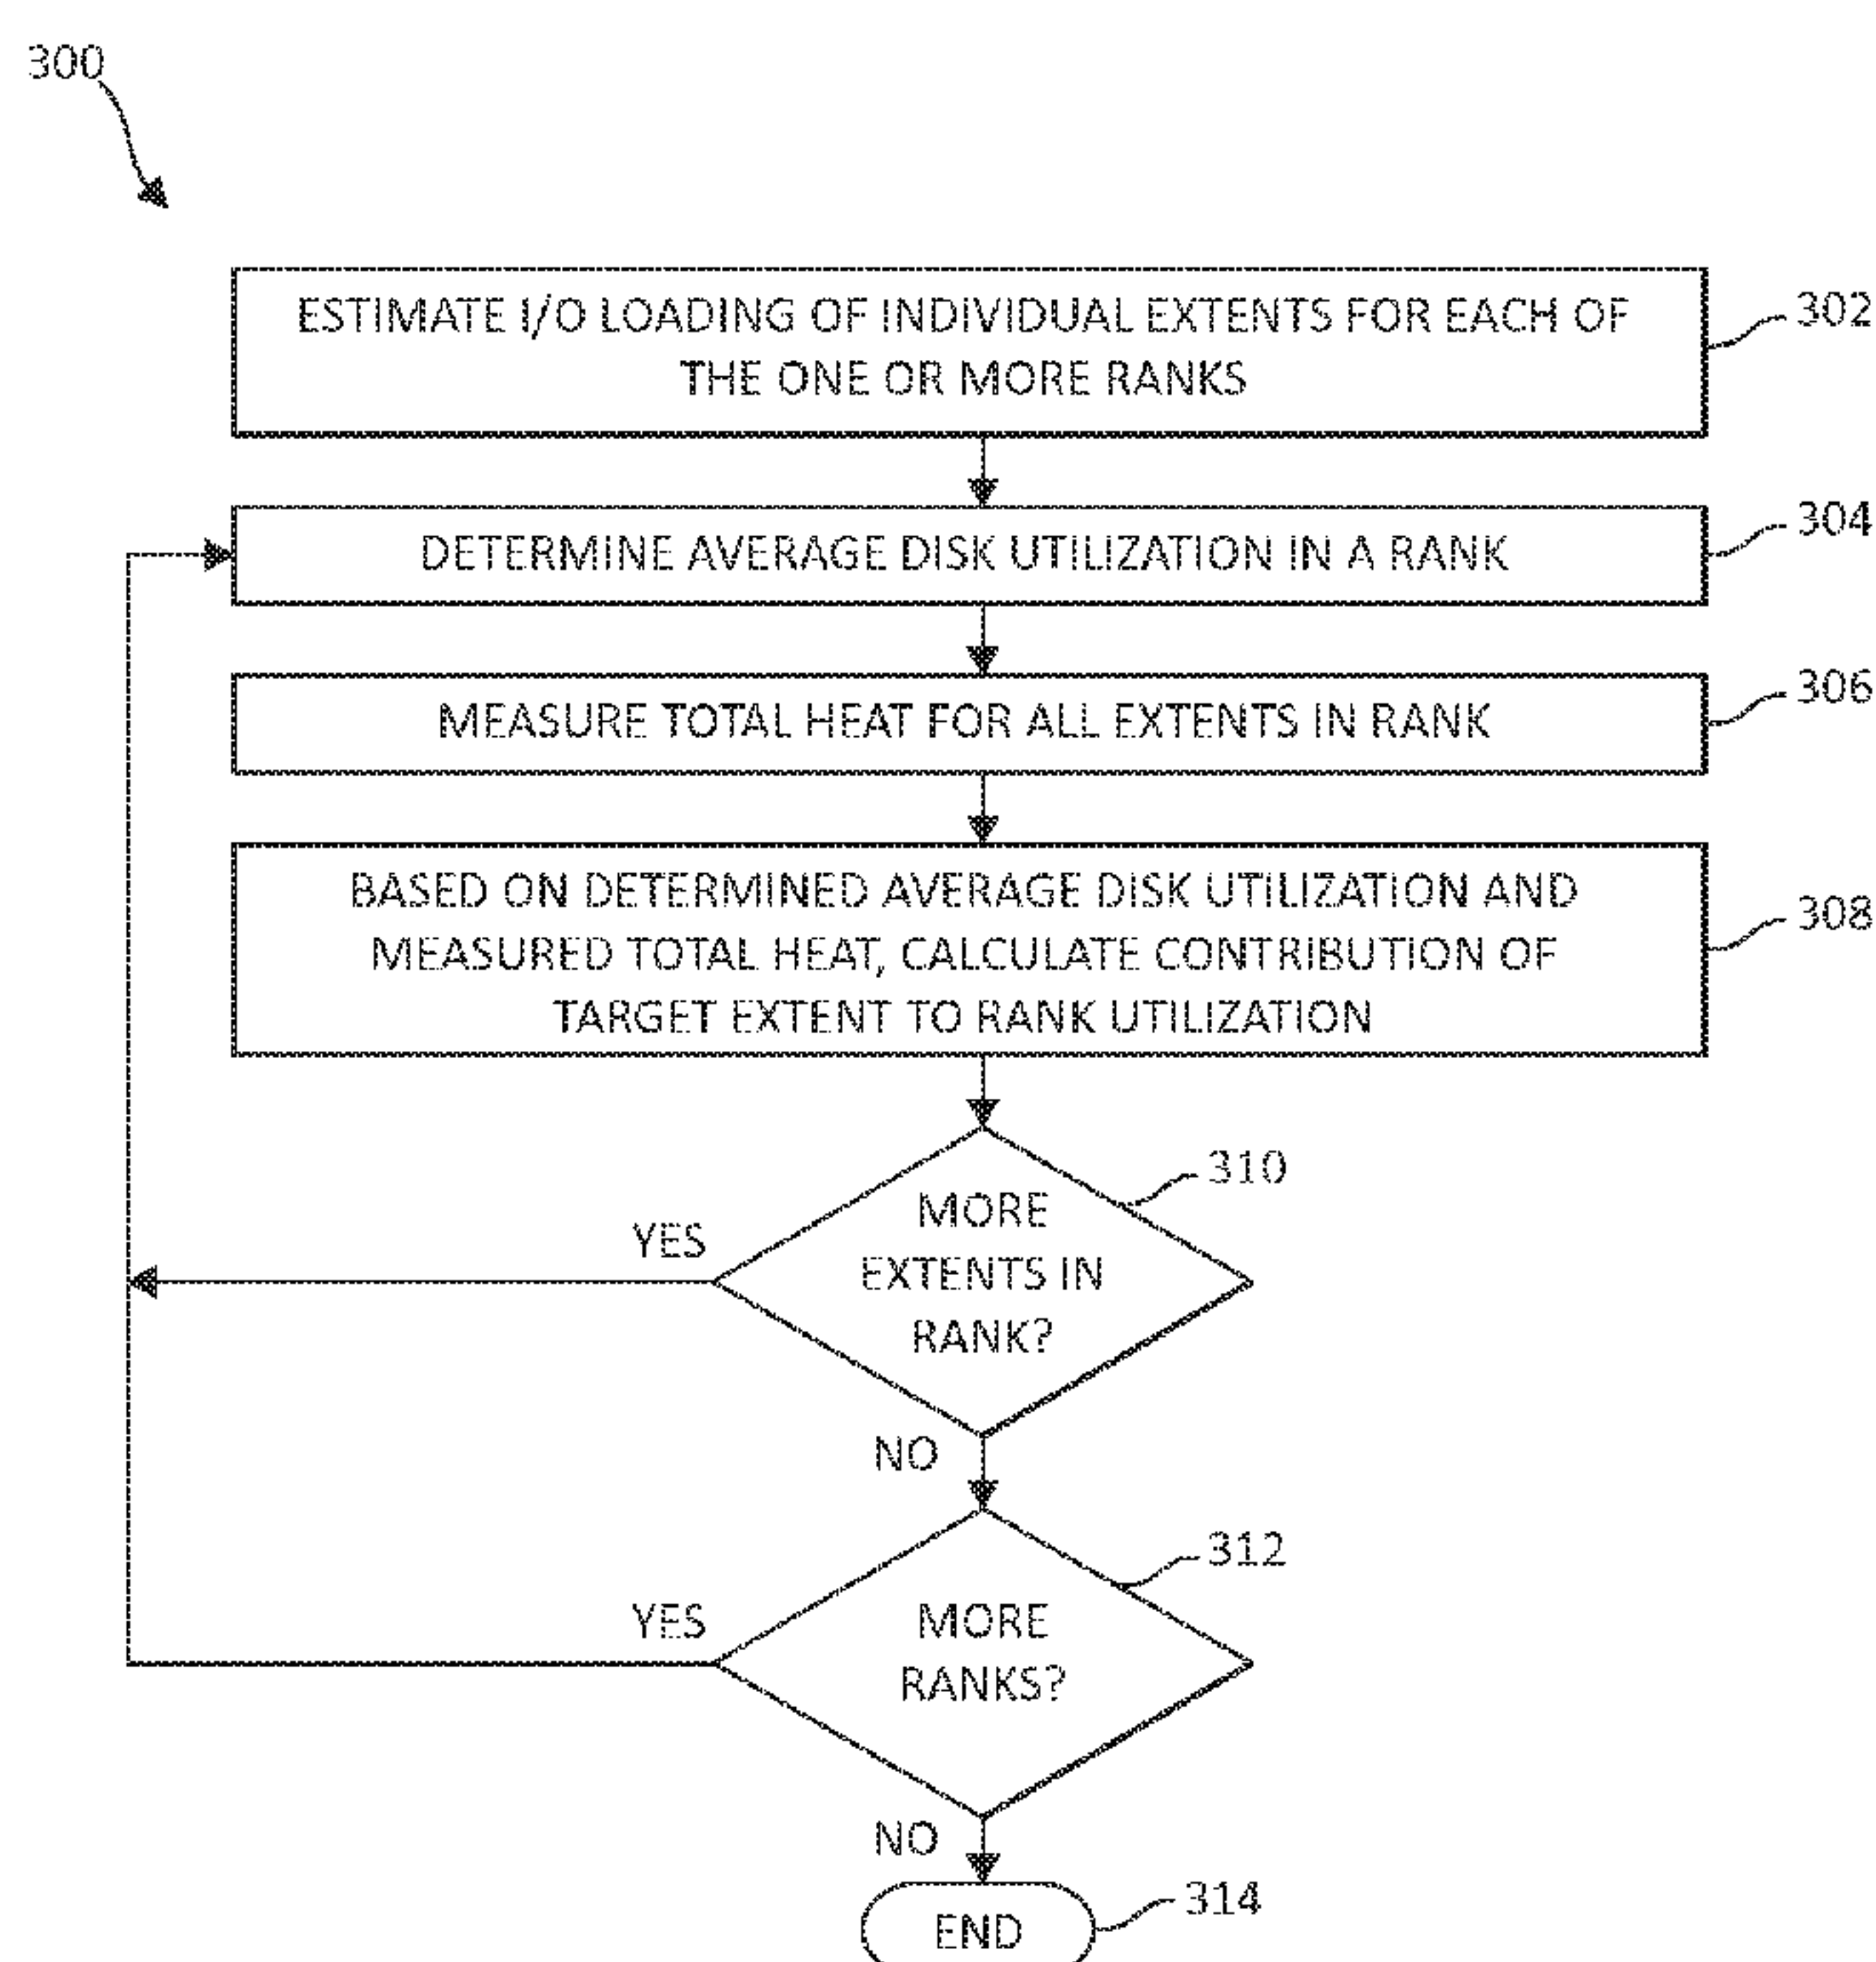 300
ESTIMATE I/O LOADING OF INDIVIDUAL EXTENTS FOR EACH OF
THE ONE OR MORE RANKS
302
DETERMINE AVERAGE DISK UTILIZATION IN A RANK
304
MEASURE TOTAL HEAT FOR ALL EXTENTS IN RANK
306
BASED ON DETERMINED AVERAGE DISK UTILIZATION AND
MEASURED TOTAL HEAT, CALCULATE CONTRIBUTION OF
TARGET EXTENT TO RANK UTILIZATION
308
MORE
EXTENTS IN
RANK?
310
YES
NO
MORE
RANKS?
312
YES
NO
END
314